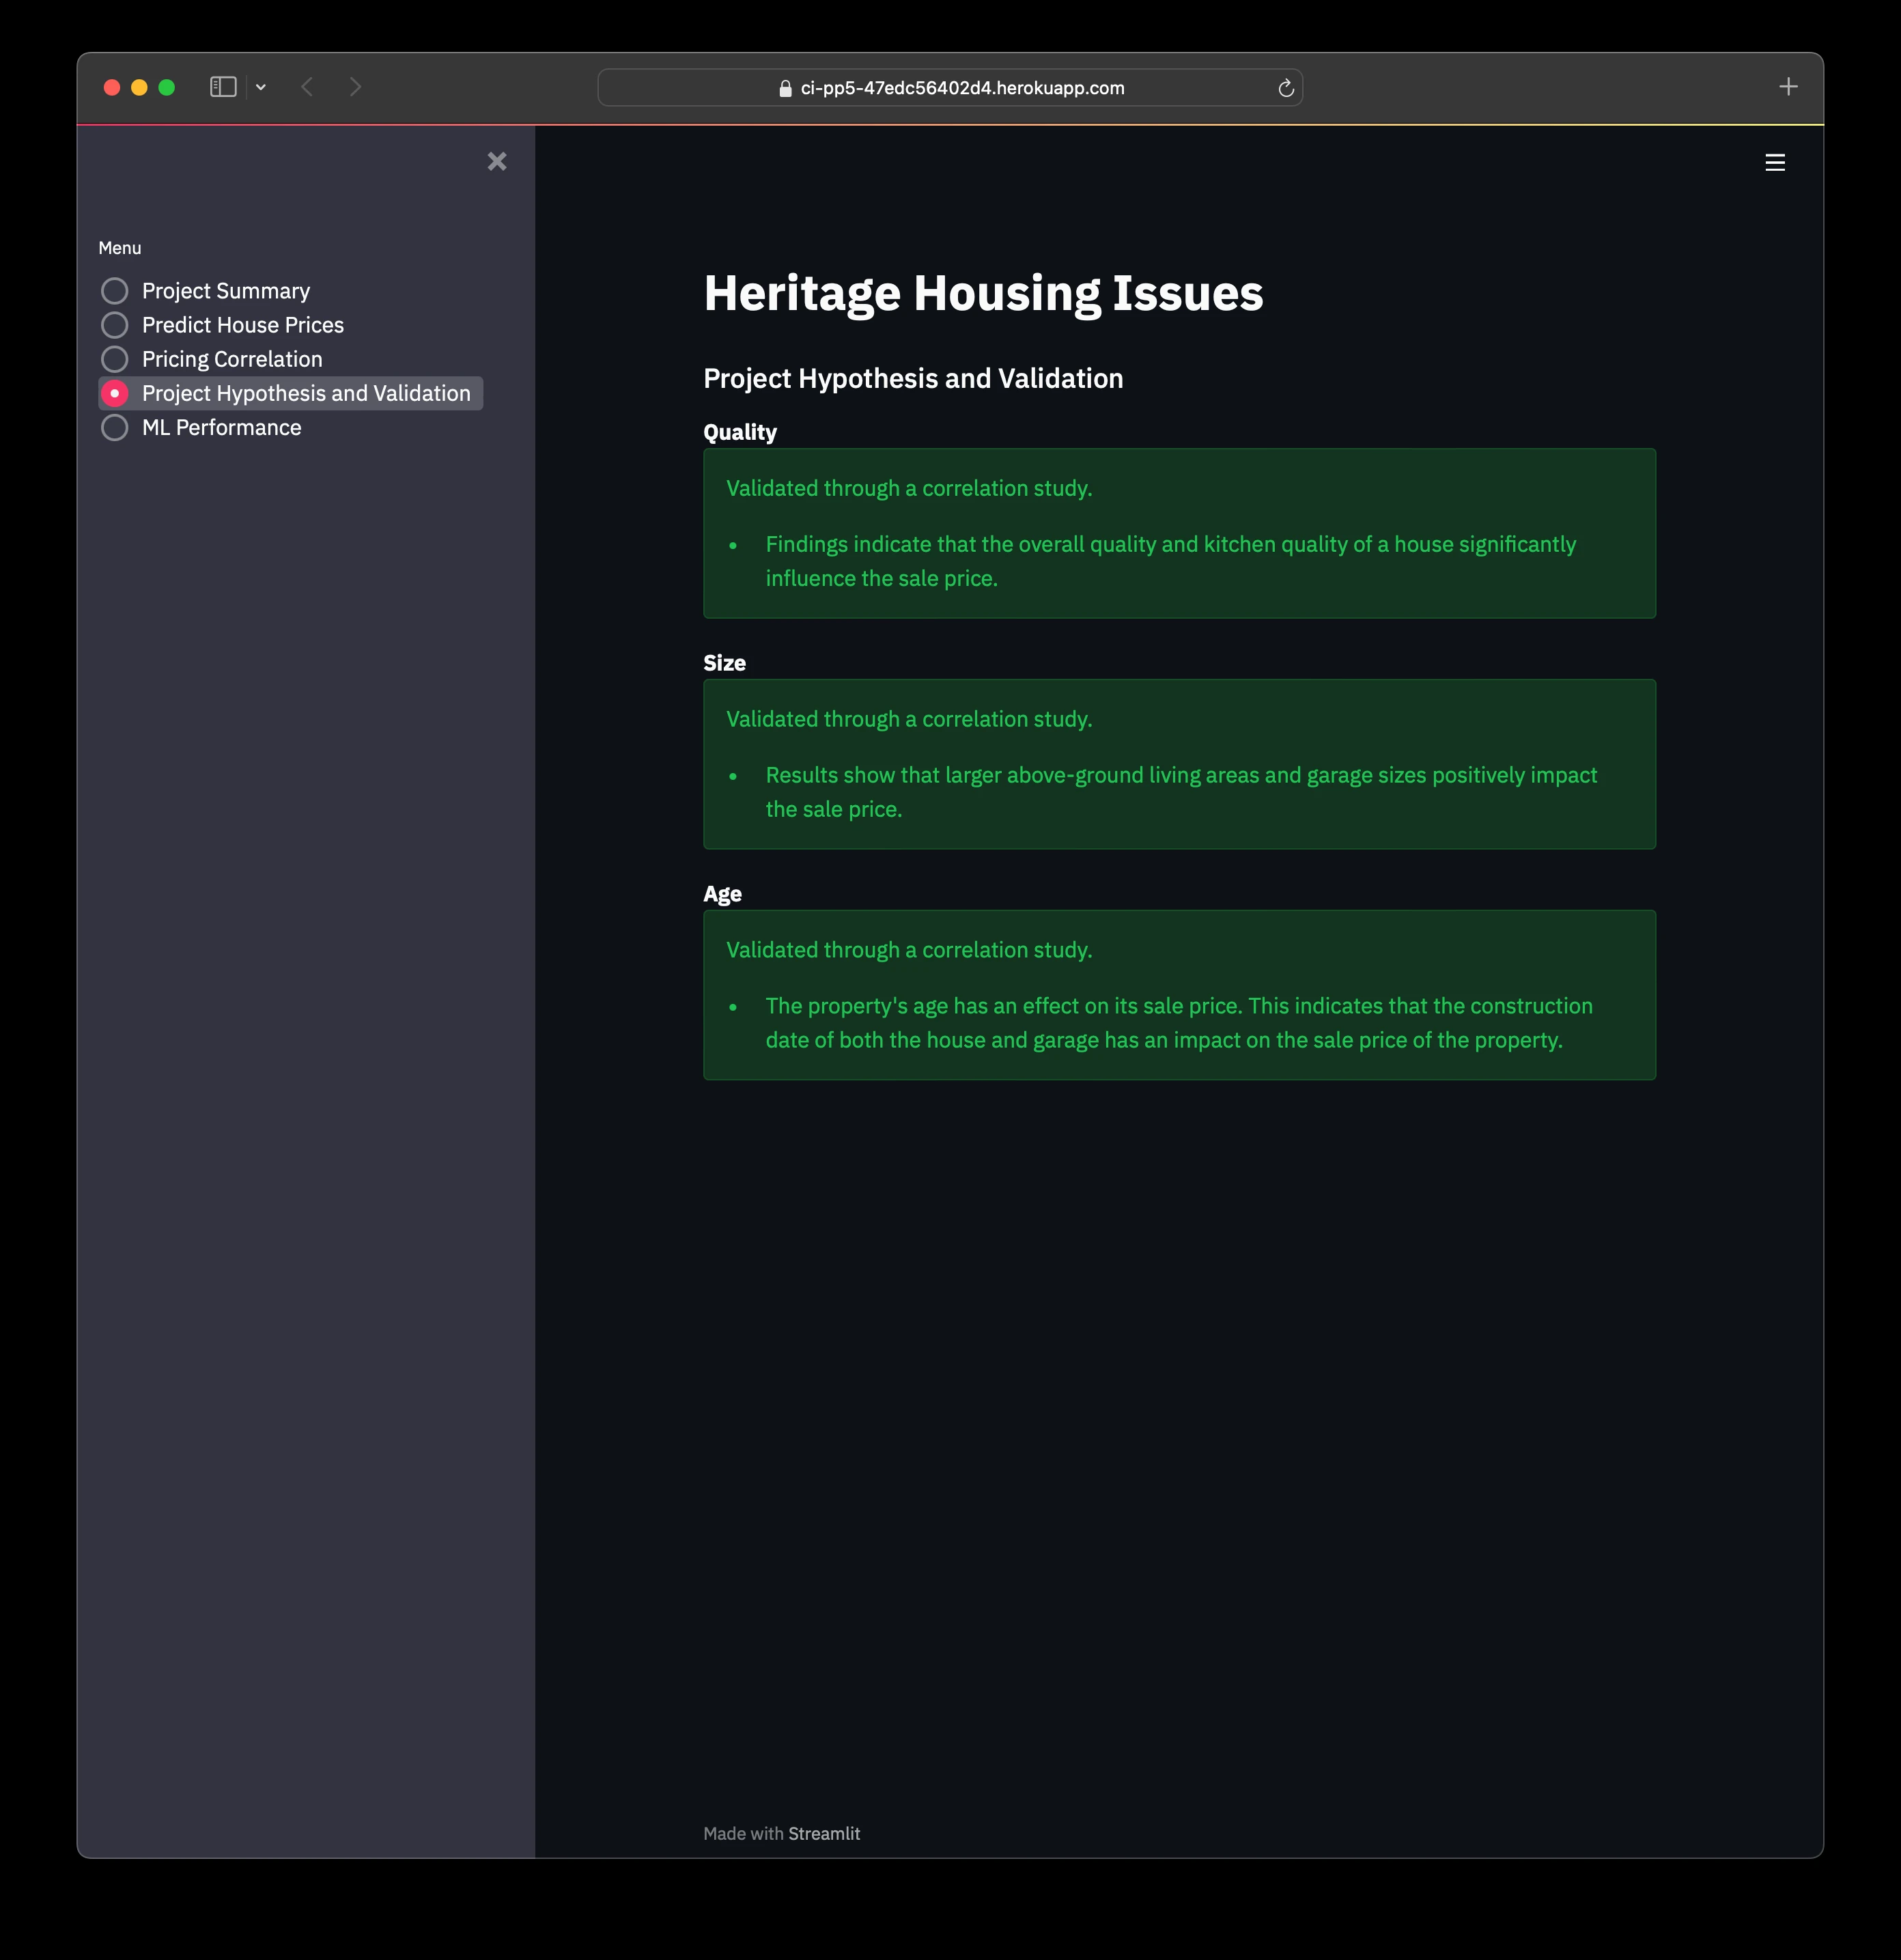 ci-pp5-47edc56402d4.herokuapp.com
Menu
Project Summary
Predict House Prices
Pricing Correlation
Project Hypothesis and Validation
ML Performance
Heritage Housing Issues
Project Hypothesis and Validation
Quality
Validated through a correlation study.
• Findings indicate that the overall quality and kitchen quality of a house significantly
influence the sale price.
Size
Validated through a correlation study.
• Results show that larger above-ground living areas and garage sizes positively impact
the sale price.
Age
Validated through a correlation study.
• The property's age has an effect on its sale price. This indicates that the construction
date of both the house and garage has an impact on the sale price of the property.
Made with Streamlit